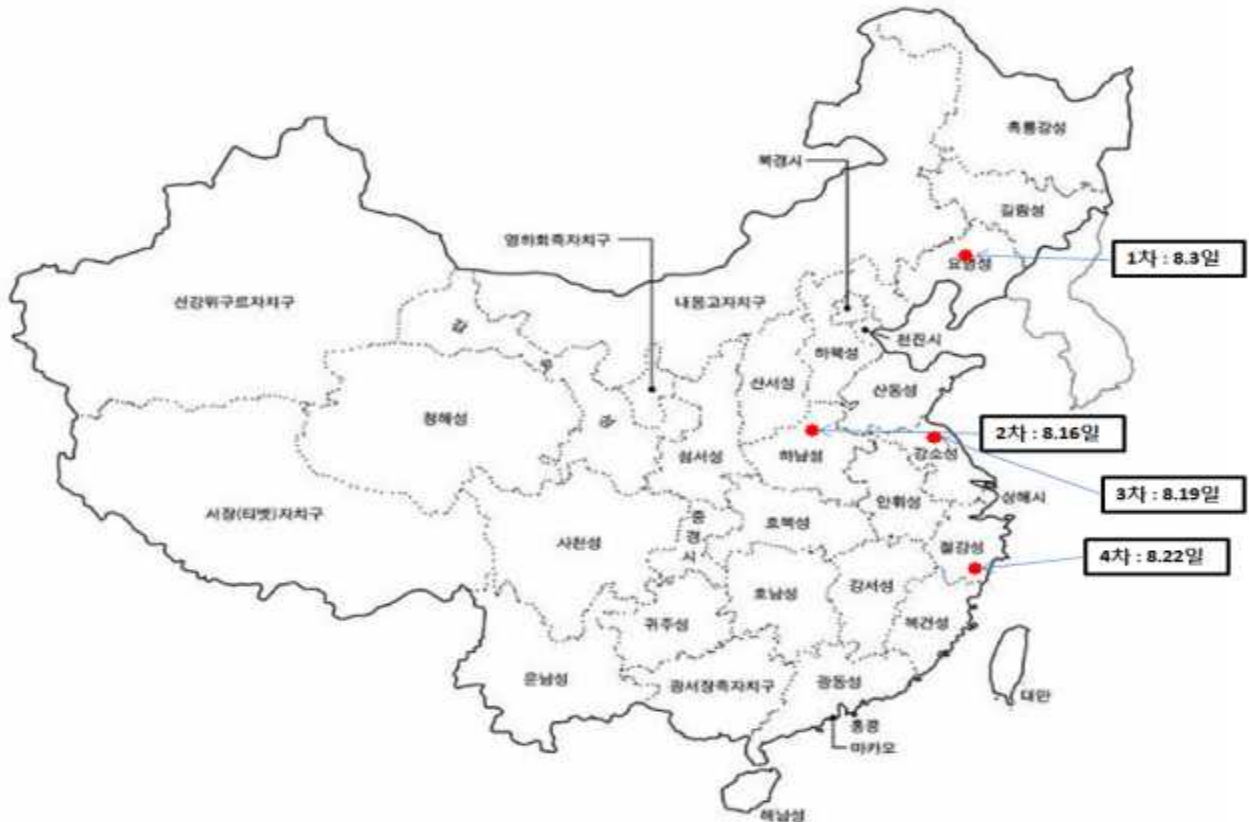 흑룡강성
북경시
길림성
영하회족자치구
1차 : 8.3일
요녕성
신강위구르자치구
내몽고자치구
감
천진시
하북성
숙
산서성
산동성
청해성
성
2차 : 8.16일
섬서성
하남성
강소성
3차 : 8.19일
안휘성
상해시
서장(티벳)자치구
중
경
시
호북성
사천성
절강성
4차 : 8.22일
호남성
강서성
귀주성
복건성
운남성
광서장족자치구
광동성
대만
홍콩
마카오
해남성